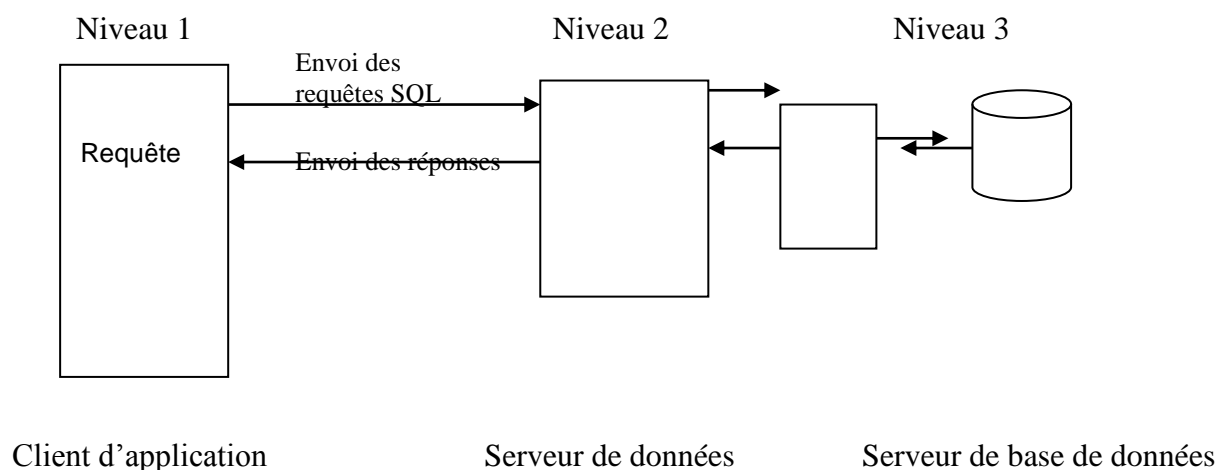 Niveau 1
Niveau 2
Niveau 3
Envoi des
requêtes SQL
Requête
Envoi des réponses
Client d’application
Serveur de données
Serveur de base de données